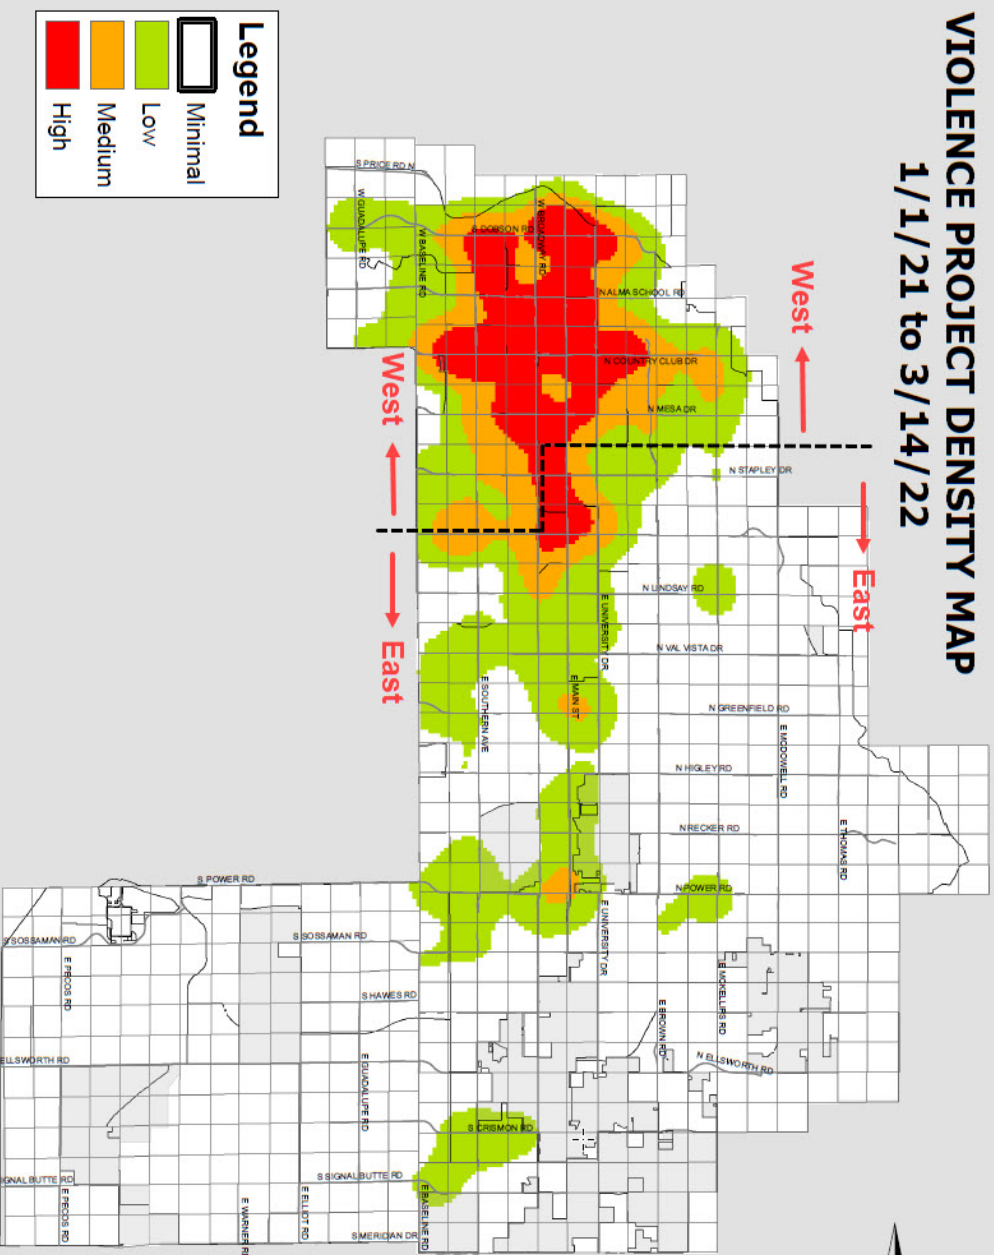 VIOLENCE PROJECT DENSITY MAP
1/1/21 to 3/14/22
West
East
West
East
Legend
Minimal
Low
Medium
High
S PRICE RD N
W GUADALUPE RD
W BASELINE RD
S DOBSON RD
W BROADWAY RD
N ALMA SCHOOL RD
N COUNTRY CLUB DR
N MESA DR
N STAPLEY DR
N LINDSAY RD
E UNIVERSITY DR
N VAL VISTA DR
E MAIN ST
E SOUTHERN AVE
N GREENFIELD RD
E MCDOWELL RD
N HIGLEY RD
N RECKER RD
E THOMAS RD
S POWER RD
N POWER RD
E UNIVERSITY DR
S SOSSAMAN RD
S SOSSAMAN RD
E PECOS RD
S HAWES RD
E MCKELLIPS RD
E BROWN RD
N ELLSWORTH RD
ELLSWORTH RD
E GUADALUPE RD
S CRISMON RD
S SIGNAL BUTTE RD
IGNAL BUTTE RD
E BASELINE RD
E PECOS RD
E WARNER R
E ELLIOT RD
S MERIDIAN DR